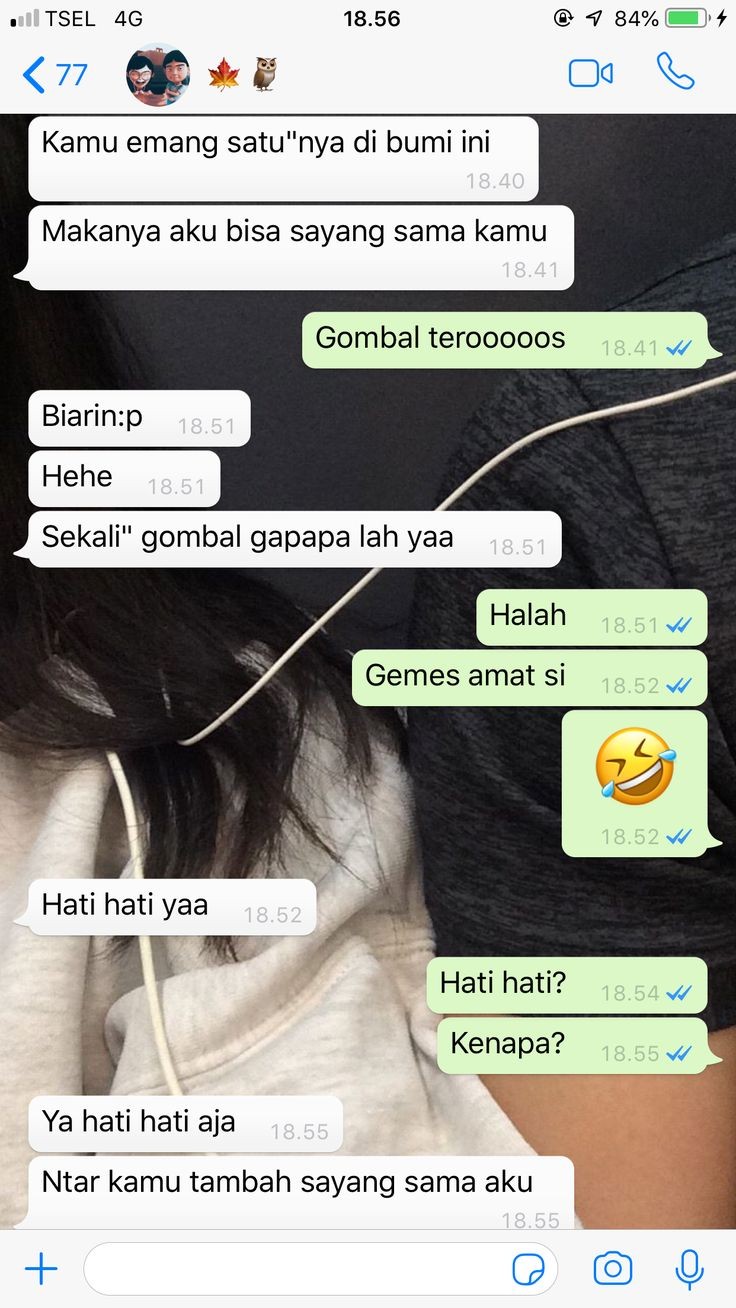 TSEL 4G 18.56 84%
77 🍁🦉
Kamu emang satu"nya di bumi ini
18.40
Makanya aku bisa sayang sama kamu
18.41
Gombal terooooos 18.41
Biarin:p 18.51
Hehe 18.51
Sekali" gombal gapapa lah yaa 18.51
Halah 18.51
Gemes amat si 18.52
🤣
18.52
Hati hati yaa 18.52
Hati hati? 18.54
Kenapa? 18.55
Ya hati hati aja 18.55
Ntar kamu tambah sayang sama aku
18.55